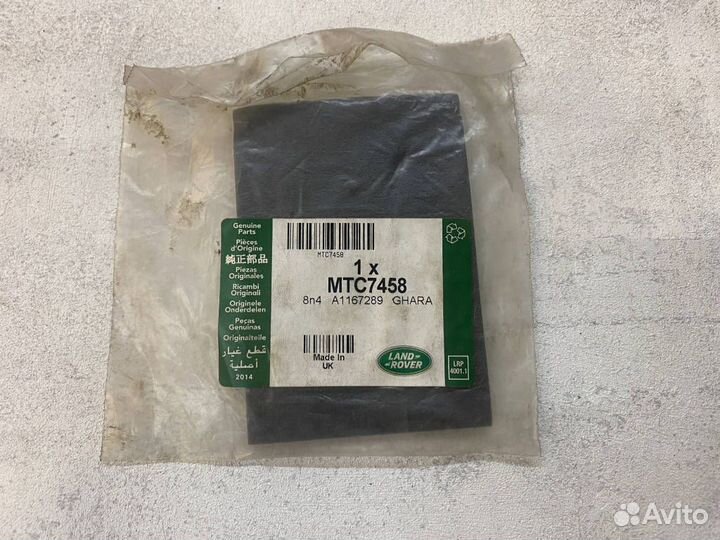 Genuine
Parts
Pièces
d'Origine
純正部品
Piezas
Originales
Ricambi
Originali
Originele
Onderdelen
Peças
Genuinas
Originalteile
قطع غيار
أصلية
2014
MTC7458
1 x
MTC7458
8n4 A1167289 GHARA
Made In
UK
LAND
ROVER
LRP
4001.1
Avito